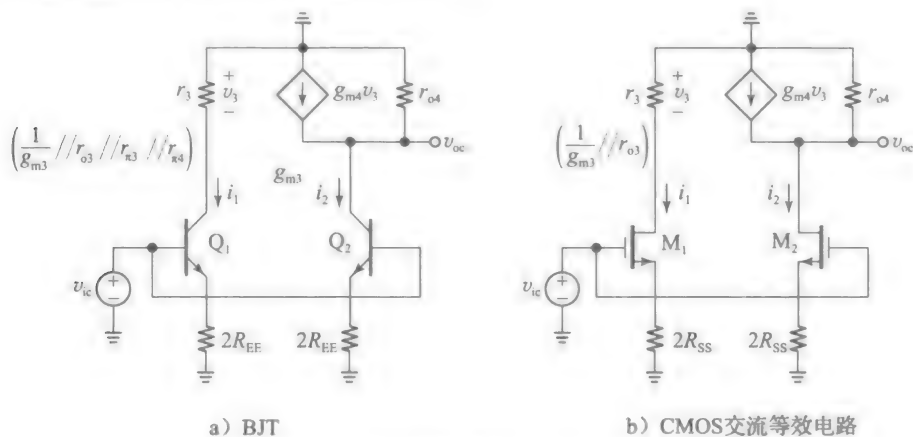 r3
+
v3
−
gm4v3
ro4
(1/gm3 // ro3 // rπ3 // rπ4)
voc
gm3
i1
i2
Q1
Q2
vic
+
−
2REE
2REE
a）BJT
r3
+
v3
−
gm4v3
ro4
(1/gm3 // ro3)
voc
i1
i2
M1
M2
vic
+
−
2RSS
2RSS
b）CMOS交流等效电路